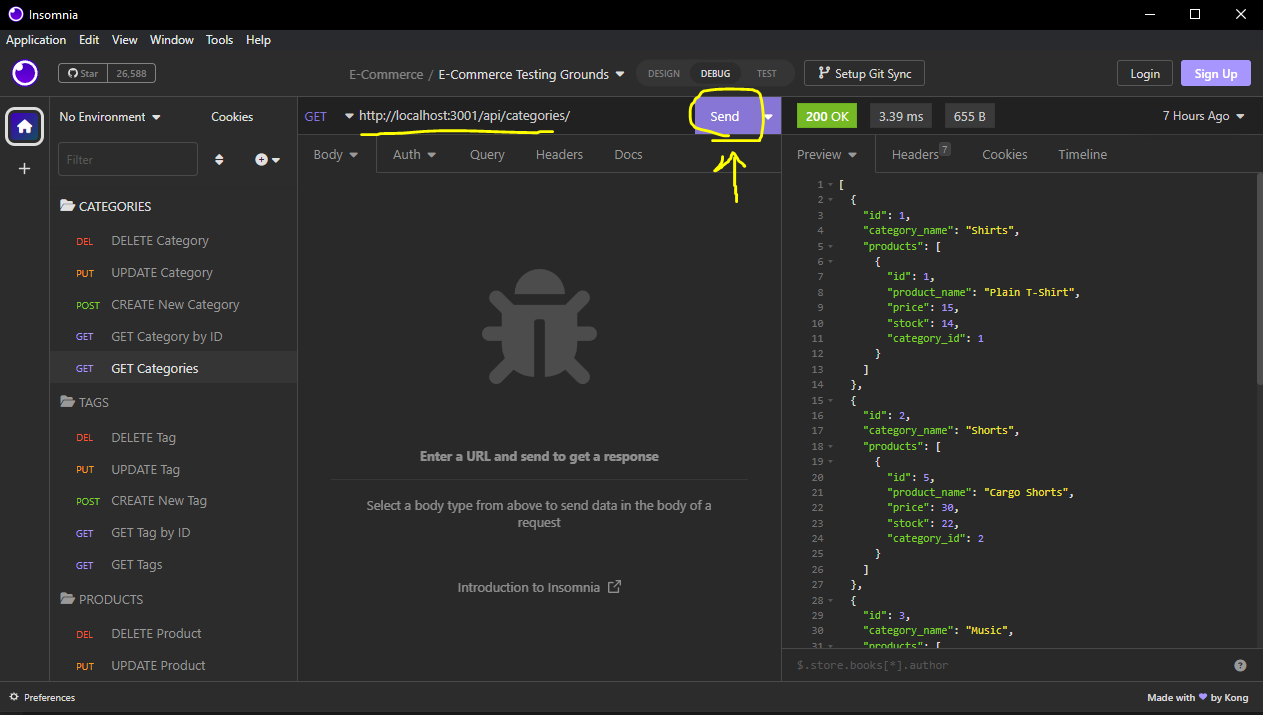 Insomnia
Application Edit View Window Tools Help
Star 26,588
E-Commerce / E-Commerce Testing Grounds
DESIGN DEBUG TEST
Setup Git Sync
Login Sign Up
No Environment Cookies
Filter
CATEGORIES
DEL DELETE Category
PUT UPDATE Category
POST CREATE New Category
GET GET Category by ID
GET GET Categories
TAGS
DEL DELETE Tag
PUT UPDATE Tag
POST CREATE New Tag
GET GET Tag by ID
GET GET Tags
PRODUCTS
DEL DELETE Product
PUT UPDATE Product
GET http://localhost:3001/api/categories/ Send
Body Auth Query Headers Docs
Enter a URL and send to get a response
Select a body type from above to send data in the body of a
request
Introduction to Insomnia
200 OK 3.39 ms 655 B 7 Hours Ago
Preview Headers 7 Cookies Timeline
1 [
2 {
3 "id": 1,
4 "category_name": "Shirts",
5 "products": [
6 {
7 "id": 1,
8 "product_name": "Plain T-Shirt",
9 "price": 15,
10 "stock": 14,
11 "category_id": 1
12 }
13 ]
14 },
15 {
16 "id": 2,
17 "category_name": "Shorts",
18 "products": [
19 {
20 "id": 5,
21 "product_name": "Cargo Shorts",
22 "price": 30,
23 "stock": 22,
24 "category_id": 2
25 }
26 ]
27 },
28 {
29 "id": 3,
30 "category_name": "Music",
31 "products": [
$.store.books[*].author ?
Preferences
Made with by Kong